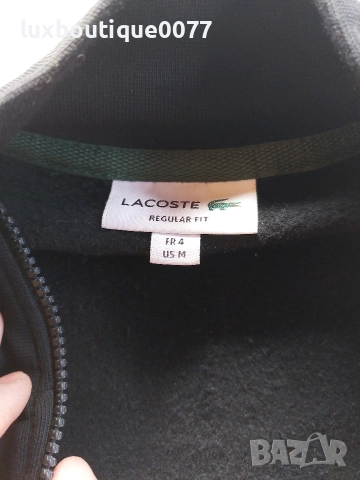 luxboutique0077
LACOSTE
REGULAR FIT
FR 4
US M
BAZAR